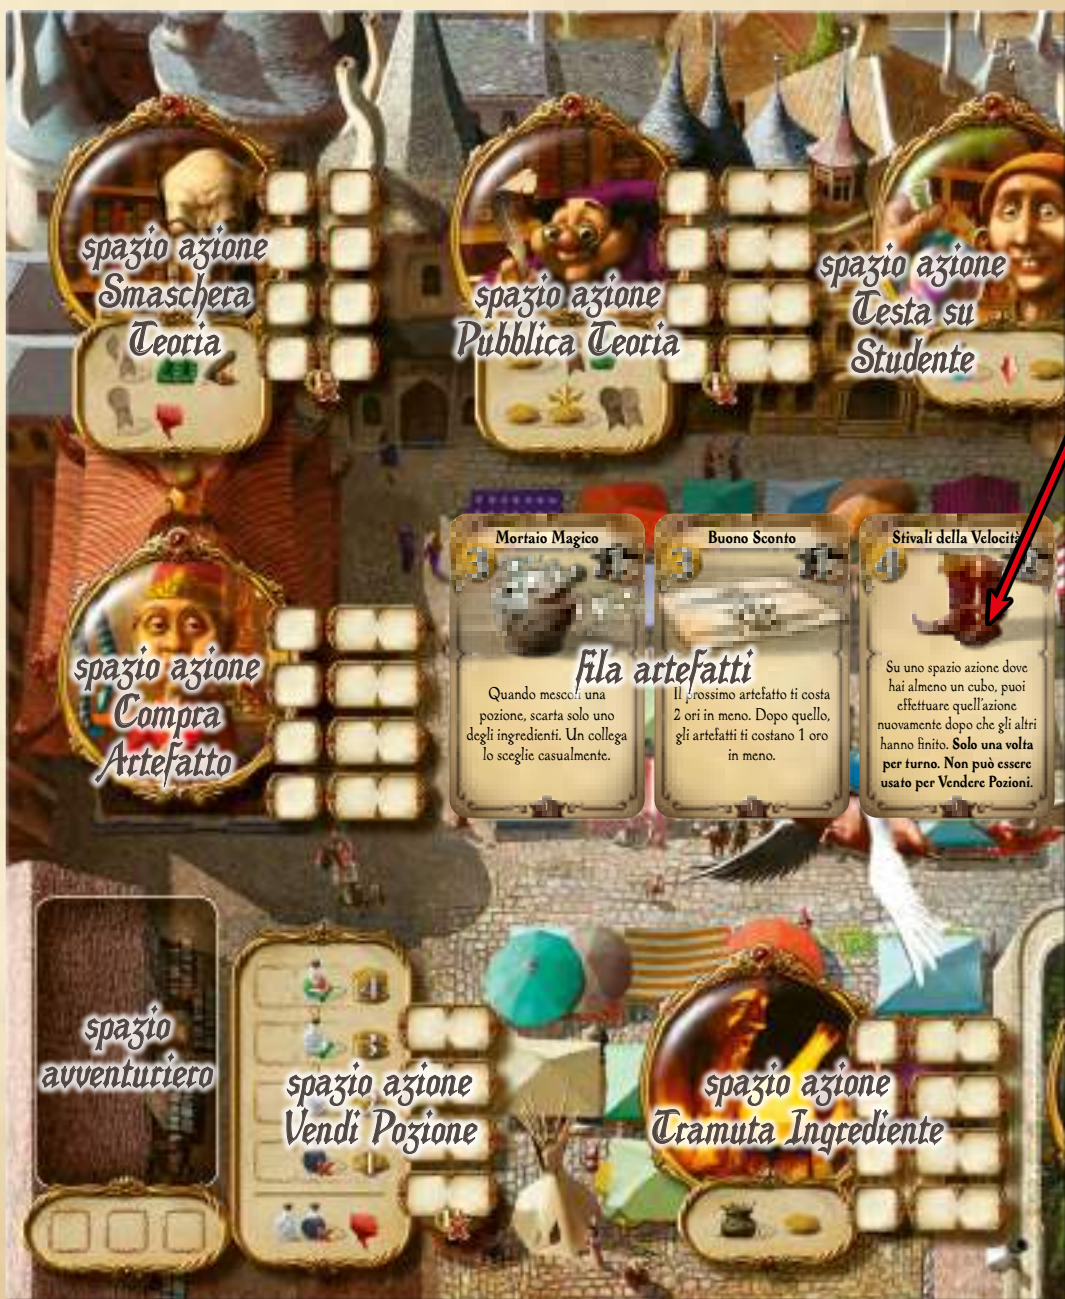 spazio azione
Smaschera
Teoria
spazio azione
Pubblica Teoria
spazio azione
Testa su
Studente
spazio azione
Compra
Artefatto
fila artefatti
3
Mortaio Magico
Quando mescoli una
pozione, scarta solo uno
degli ingredienti. Un collega
lo sceglie casualmente.
3
Buono Sconto
Il prossimo artefatto ti costa
2 ori in meno. Dopo quello,
gli artefatti ti costano 1 oro
in meno.
4
Stivali della Velocità
Su uno spazio azione dove
hai almeno un cubo, puoi
effettuare quell'azione
nuovamente dopo che gli altri
hanno finito. Solo una volta
per turno. Non può essere
usato per Vendere Pozioni.
spazio
avventuriero
spazio azione
Vendi Pozione
spazio azione
Tramuta Ingrediente